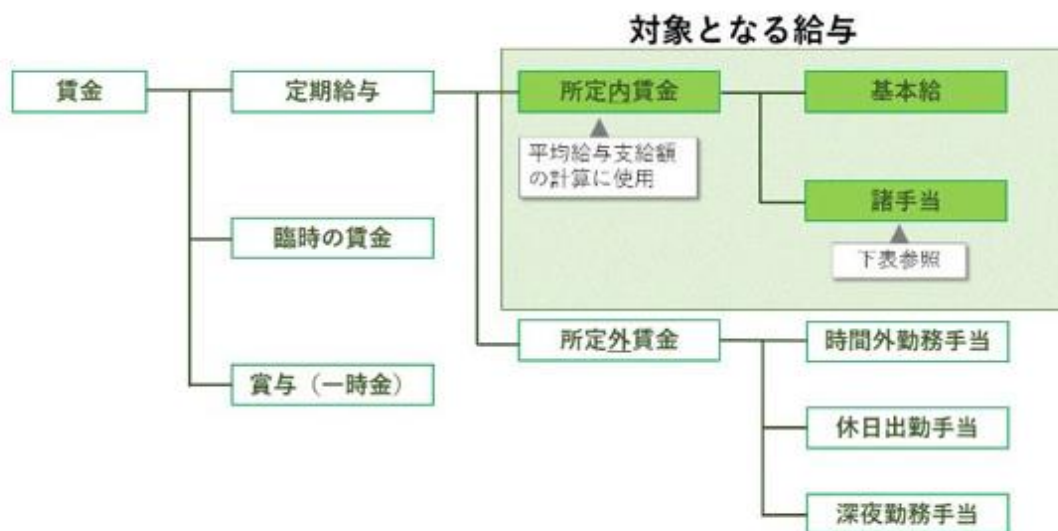 対象となる給与
賃金
定期給与
所定内賃金
基本給
平均給与支給額
の計算に使用
諸手当
下表参照
臨時の賃金
所定外賃金
時間外勤務手当
賞与（一時金）
休日出勤手当
深夜勤務手当